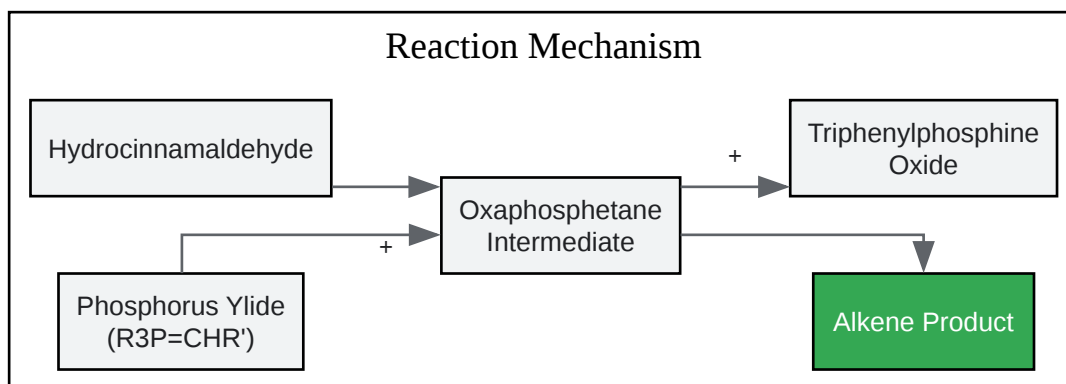 Reaction Mechanism
Hydrocinnamaldehyde
Triphenylphosphine
Oxide
+
Oxaphosphetane
Intermediate
+
Phosphorus Ylide
(R3P=CHR')
Alkene Product